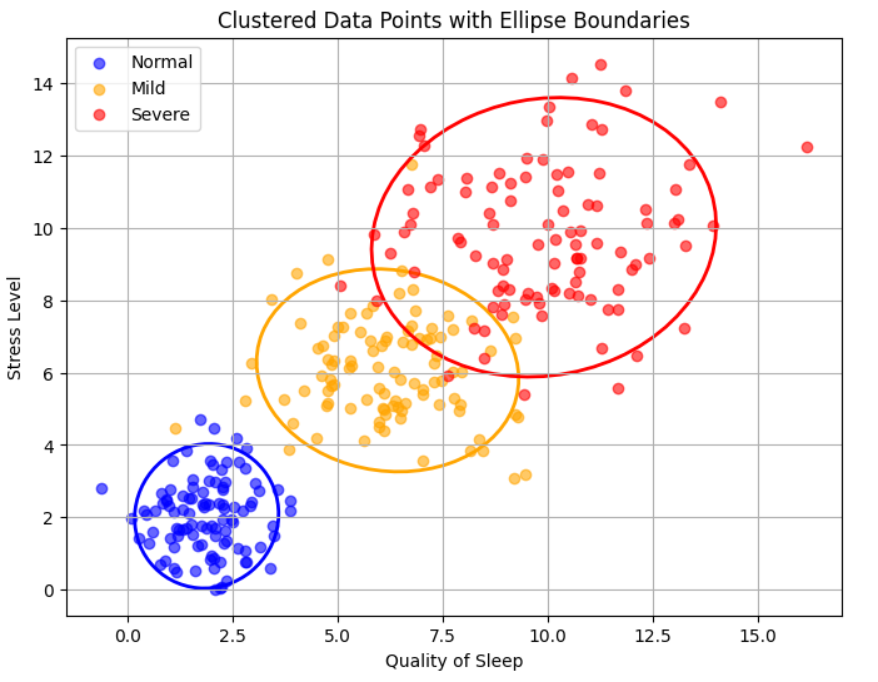 Clustered Data Points with Ellipse Boundaries
Normal
Mild
Severe
Stress Level
14
12
10
8
6
4
2
0
0.0 2.5 5.0 7.5 10.0 12.5 15.0
Quality of Sleep